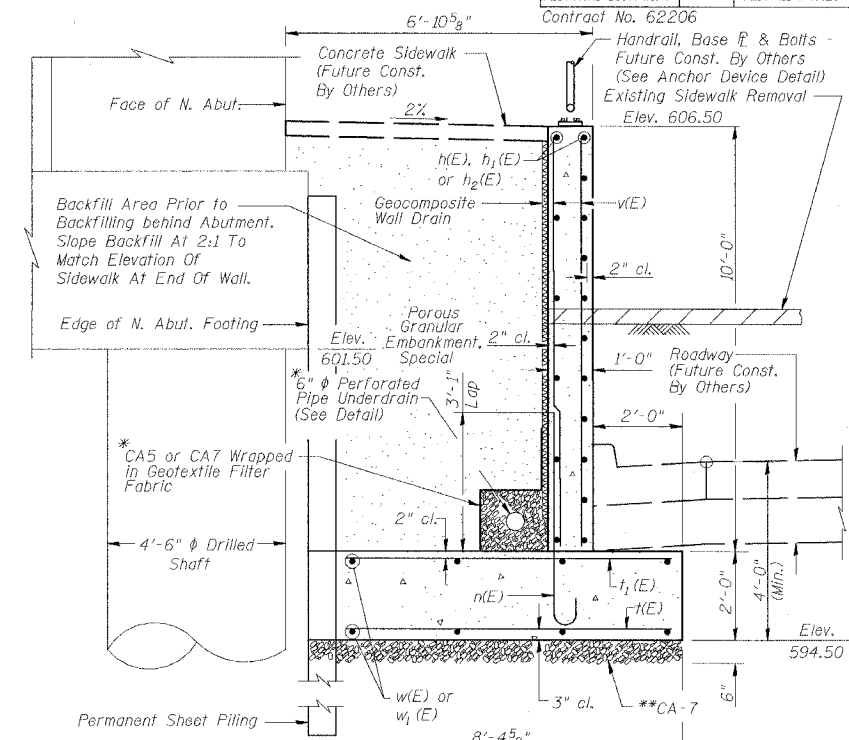 6'-10 5/8"
Contract No. 62206
Handrail, Base ℙ & Bolts -
Future Const. By Others
(See Anchor Device Detail)
Concrete Sidewalk
(Future Const.
By Others)
Existing Sidewalk Removal
Face of N. Abut.
2%
Elev. 606.50
h(E), h1(E)
or h2(E)
v(E)
Geocomposite
Wall Drain
Backfill Area Prior to
Backfilling behind Abutment.
Slope Backfill At 2:1 To
Match Elevation Of
Sidewalk At End Of Wall.
2" cl.
10'-0"
Porous
Granular
Embankment,
Special
Edge of N. Abut. Footing
Elev.
601.50
2" cl.
1'-0"
Roadway
(Future Const.
By Others)
*6" ϕ Perforated
Pipe Underdrain
(See Detail)
3'-1"
Lap
2'-0"
*
CA5 or CA7 Wrapped
in Geotextile Filter
Fabric
2" cl.
4'-6" ϕ Drilled
Shaft
n(E)
t1(E)
t(E)
2'-0"
4'-0"
(Min.)
Elev.
594.50
w(E) or
w1(E)
3" cl.
**CA-7
6"
Permanent Sheet Piling
8'-4 5/8"